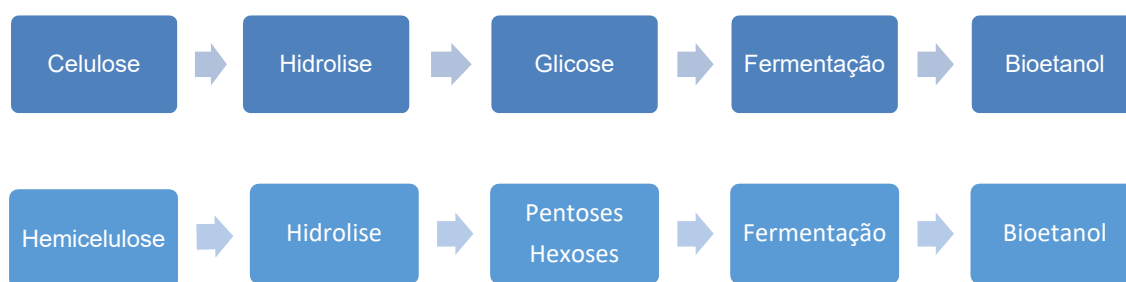 Celulose
Hidrolise
Glicose
Fermentação
Bioetanol
Hemicelulose
Hidrolise
Pentoses
Hexoses
Fermentação
Bioetanol